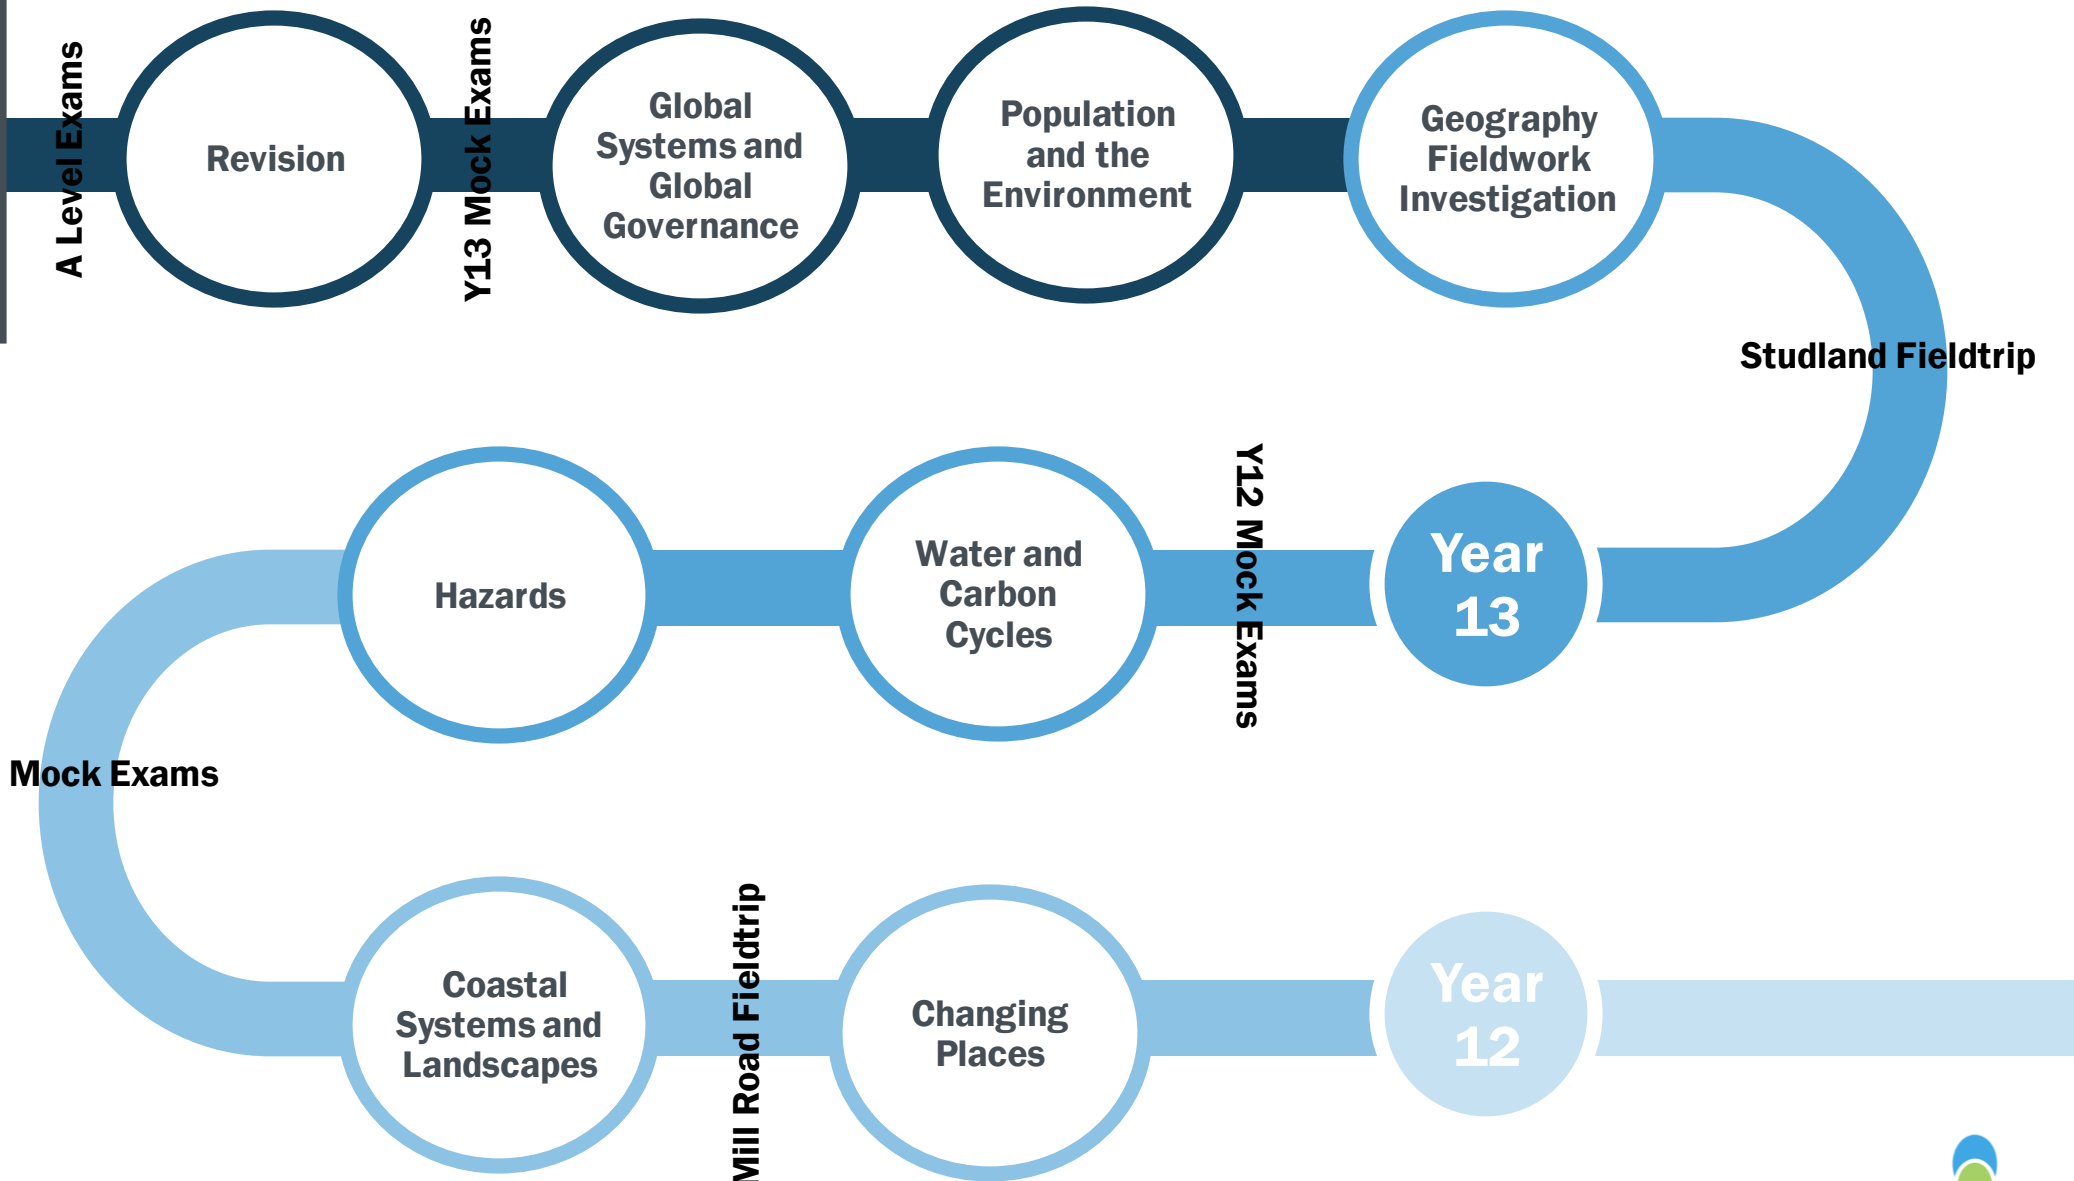 A Level Exams
Revision
Y13 Mock Exams
Global
Systems and
Global
Governance
Population
and the
Environment
Geography
Fieldwork
Investigation
Studland Fieldtrip
Hazards
Water and
Carbon
Cycles
Y12 Mock Exams
Year
13
Mock Exams
Coastal
Systems and
Landscapes
Mill Road Fieldtrip
Changing
Places
Year
12